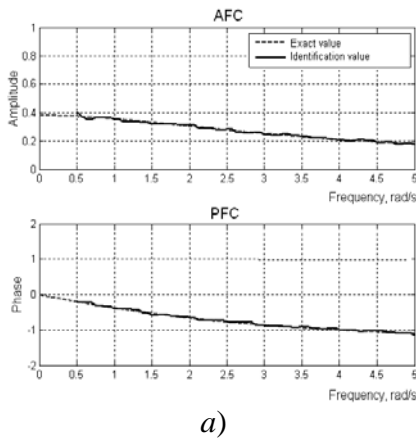 AFC
Exact value
Identification value
Amplitude
1
0.8
0.6
0.4
0.2
0
0 0.5 1 1.5 2 2.5 3 3.5 4 4.5 5
Frequency, rad/s
PFC
Phase
2
1
0
-1
-2
0 0.5 1 1.5 2 2.5 3 3.5 4 4.5 5
Frequency, rad/s
a)